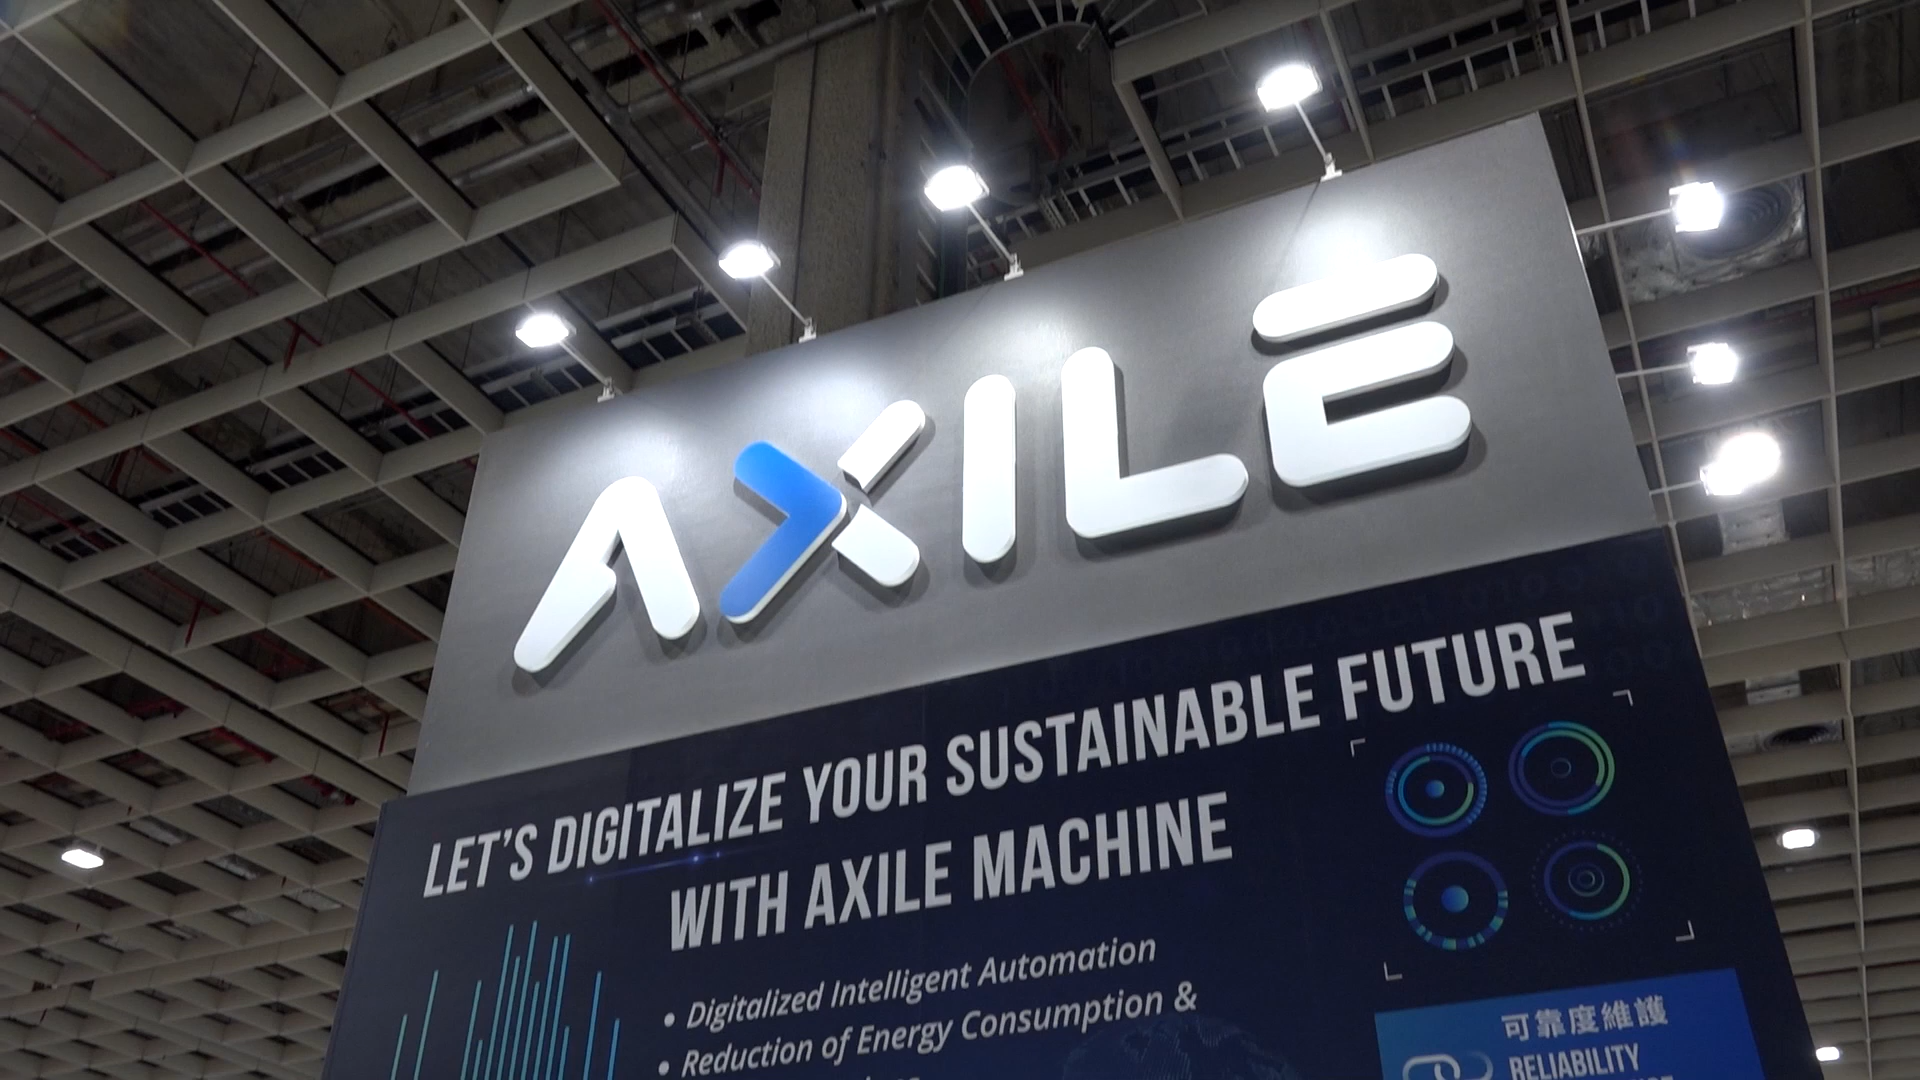 AXILE
LET'S DIGITALIZE YOUR SUSTAINABLE FUTURE
WITH AXILE MACHINE
• Digitalized Intelligent Automation
• Reduction of Energy Consumption &
可靠度維護
RELIABILITY